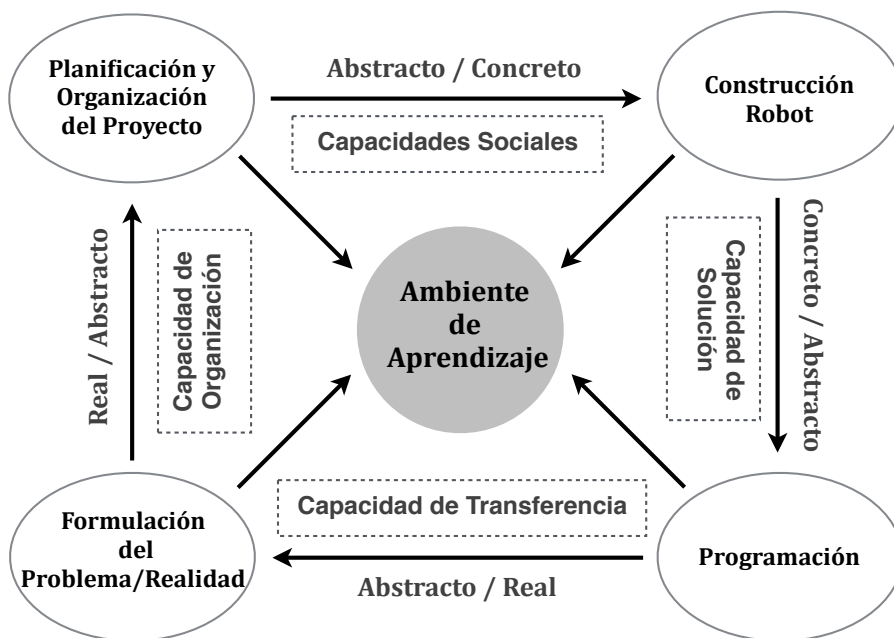 Planificación y
Organización
del Proyecto
Abstracto / Concreto
Capacidades Sociales
Construcción
Robot
Real / Abstracto
Capacidad de
Organización
Ambiente
de
Aprendizaje
Capacidad de
Solución
Concreto / Abstracto
Formulación
del
Problema/Realidad
Capacidad de Transferencia
Abstracto / Real
Programación